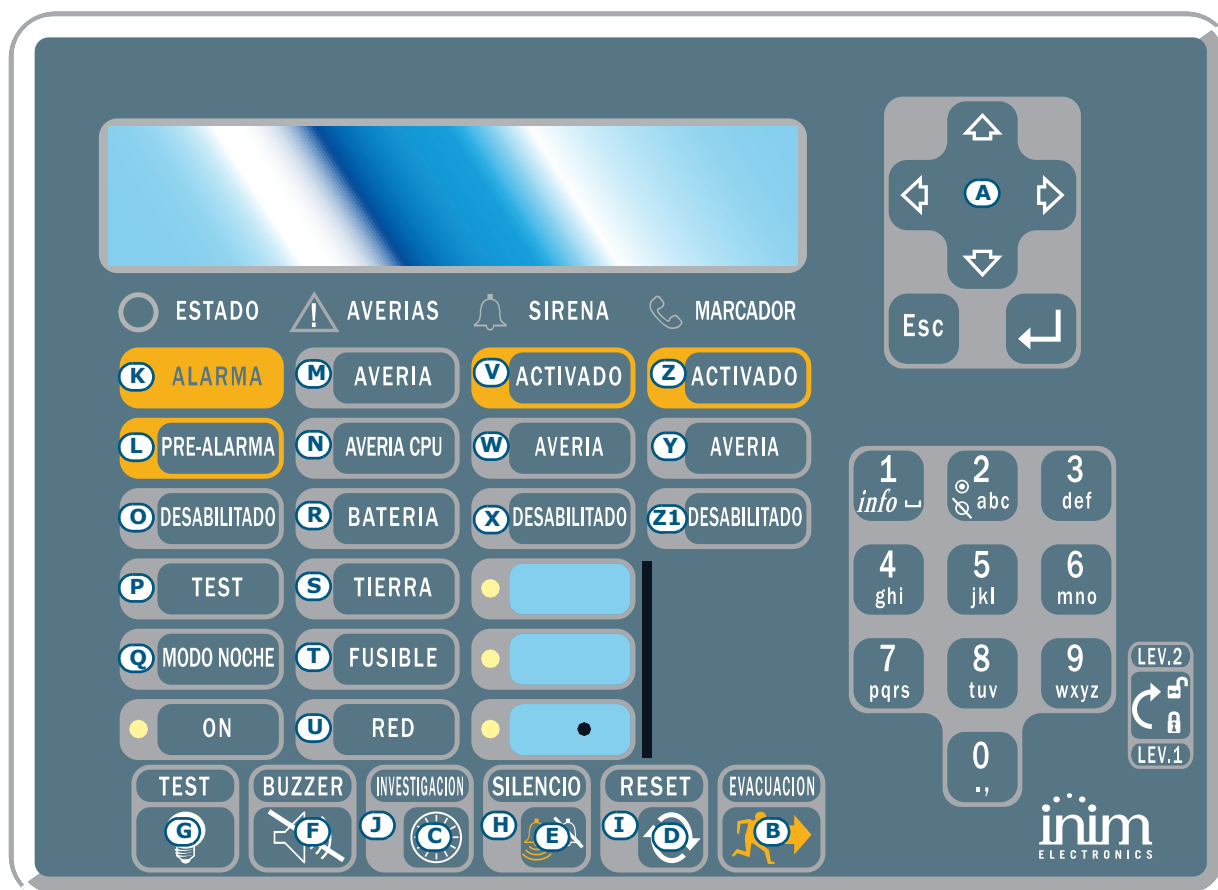 A
ESTADO AVERIAS SIRENA MARCADOR
Esc
K ALARMA M AVERIA V ACTIVADO Z ACTIVADO
L PRE-ALARMA N AVERIA CPU W AVERIA Y AVERIA
O DESABILITADO R BATERIA X DESABILITADO Z1 DESABILITADO
P TEST S TIERRA
Q MODO NOCHE T FUSIBLE
ON U RED
1 2 3
info abc def
4 5 6
ghi jkl mno
7 8 9
pqrs tuv wxyz
0
.,
LEV.2
LEV.1
TEST BUZZER INVESTIGACION SILENCIO RESET EVACUACION
G F J C H E I D B
inim
ELECTRONICS